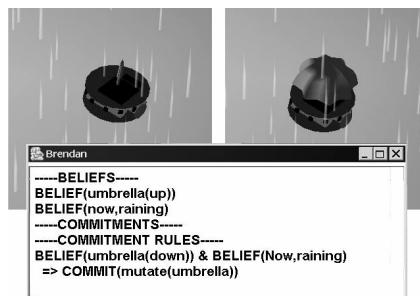 Brendan
-----BELIEFS-----
BELIEF(umbrella(up))
BELIEF(now,raining)
-----COMMITMENTS-----
-----COMMITMENT RULES-----
BELIEF(umbrella(down)) & BELIEF(Now,raining)
=> COMMIT(mutate(umbrella))